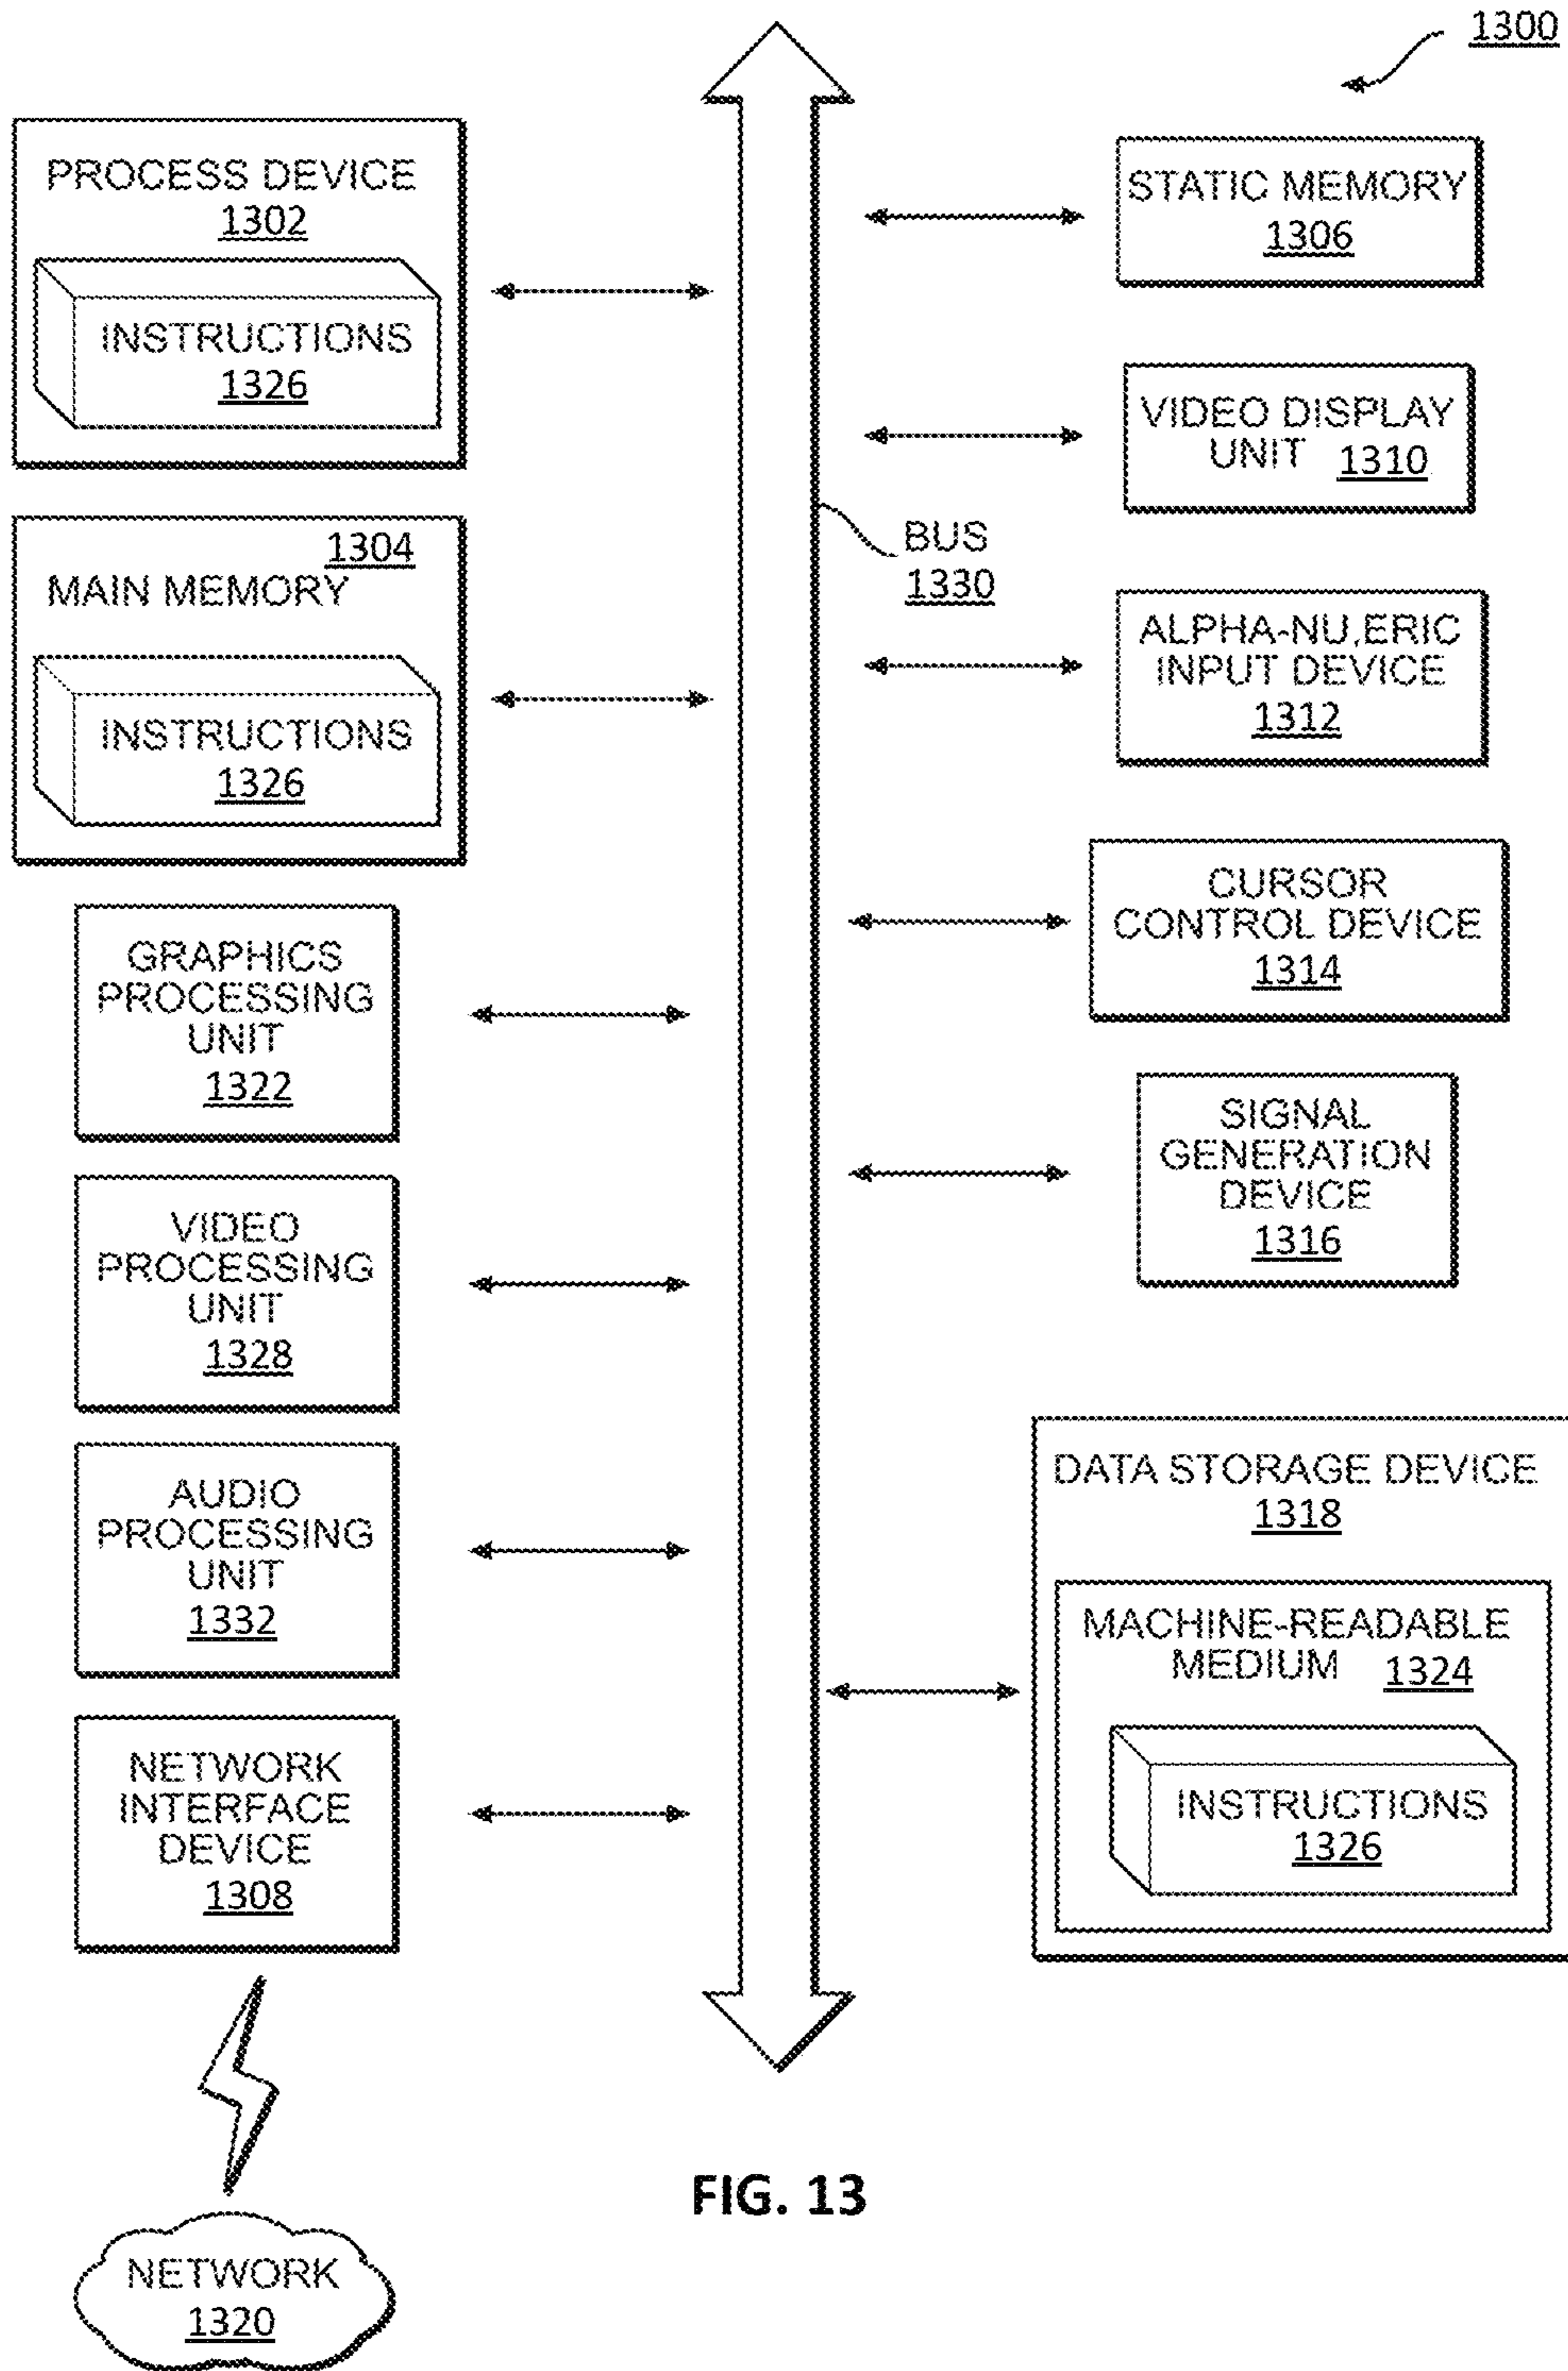 1300
PROCESS DEVICE
1302
INSTRUCTIONS
1326
1304
MAIN MEMORY
INSTRUCTIONS
1326
GRAPHICS
PROCESSING
UNIT
1322
VIDEO
PROCESSING
UNIT
1328
AUDIO
PROCESSING
UNIT
1332
NETWORK
INTERFACE
DEVICE
1308
NETWORK
1320
BUS
1330
STATIC MEMORY
1306
VIDEO DISPLAY
UNIT 1310
ALPHA-NU,ERIC
INPUT DEVICE
1312
CURSOR
CONTROL DEVICE
1314
SIGNAL
GENERATION
DEVICE
1316
DATA STORAGE DEVICE
1318
MACHINE-READABLE
MEDIUM 1324
INSTRUCTIONS
1326
FIG. 13